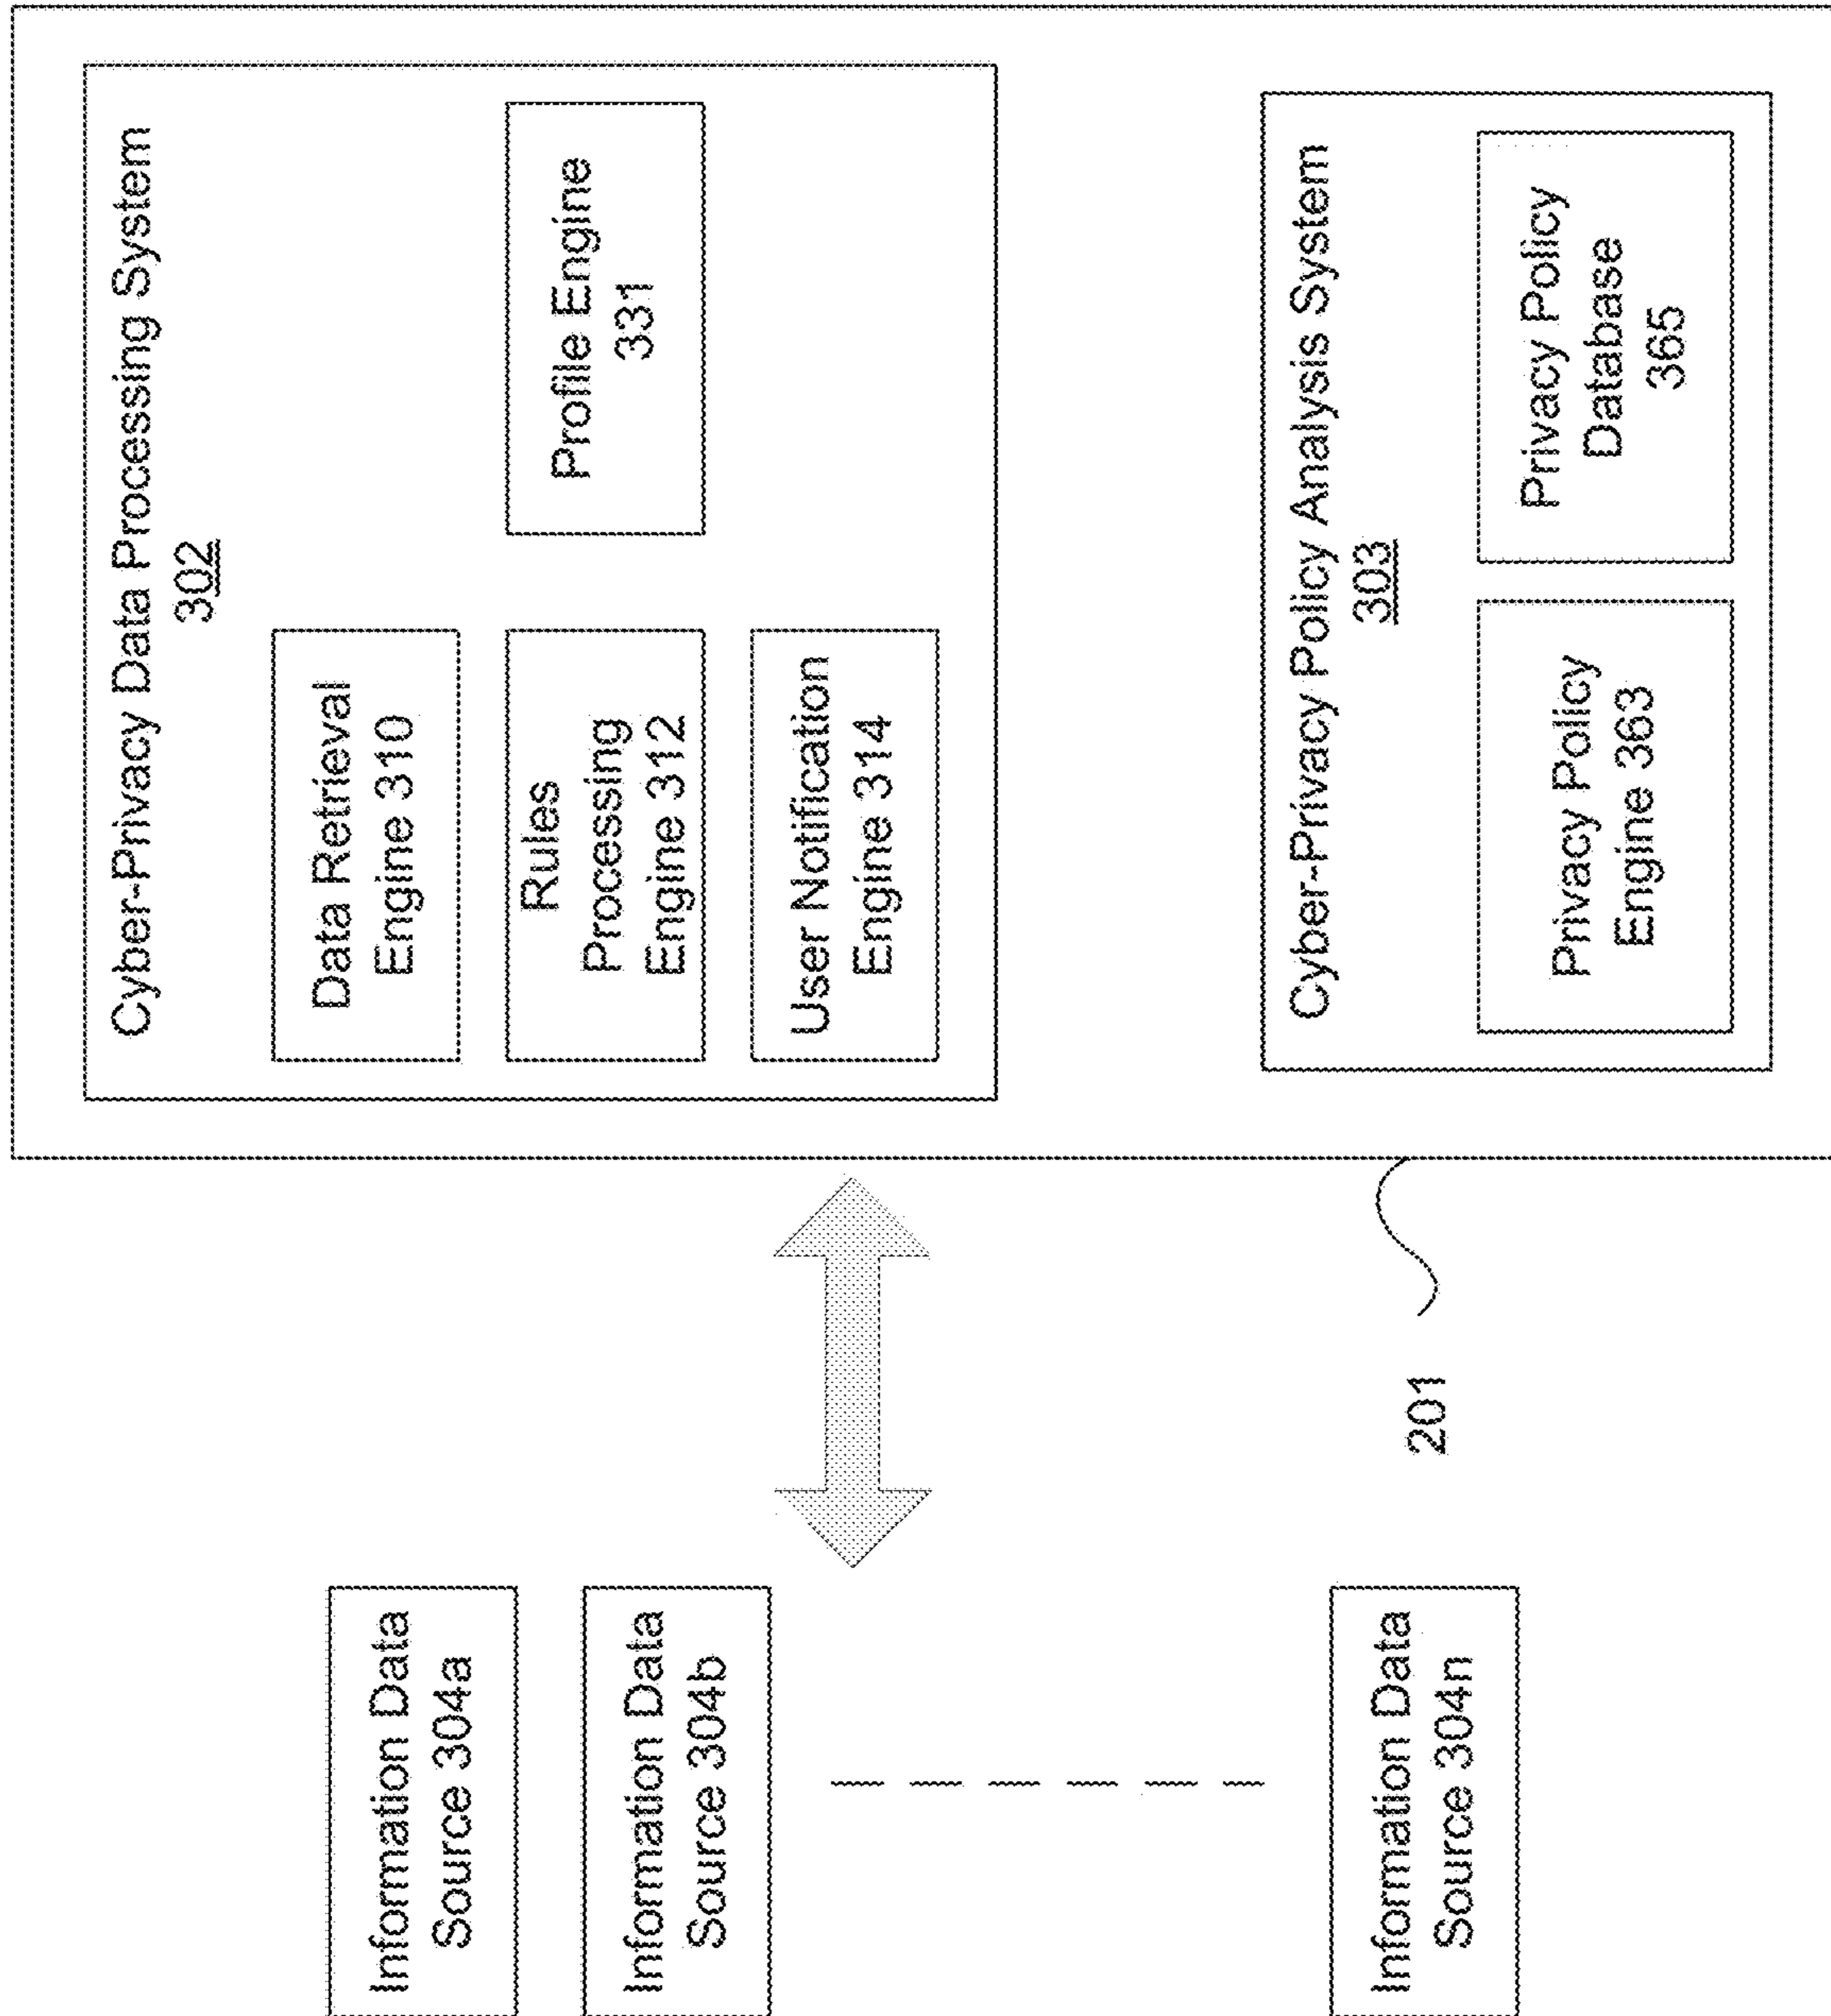 Information Data
Source 304a
Information Data
Source 304b
Information Data
Source 304n
201
Cyber-Privacy Data Processing System
302
Data Retrieval
Engine 310
Rules
Processing
Engine 312
User Notification
Engine 314
Profile Engine
331
Cyber-Privacy Policy Analysis System
303
Privacy Policy
Engine 363
Privacy Policy
Database
365